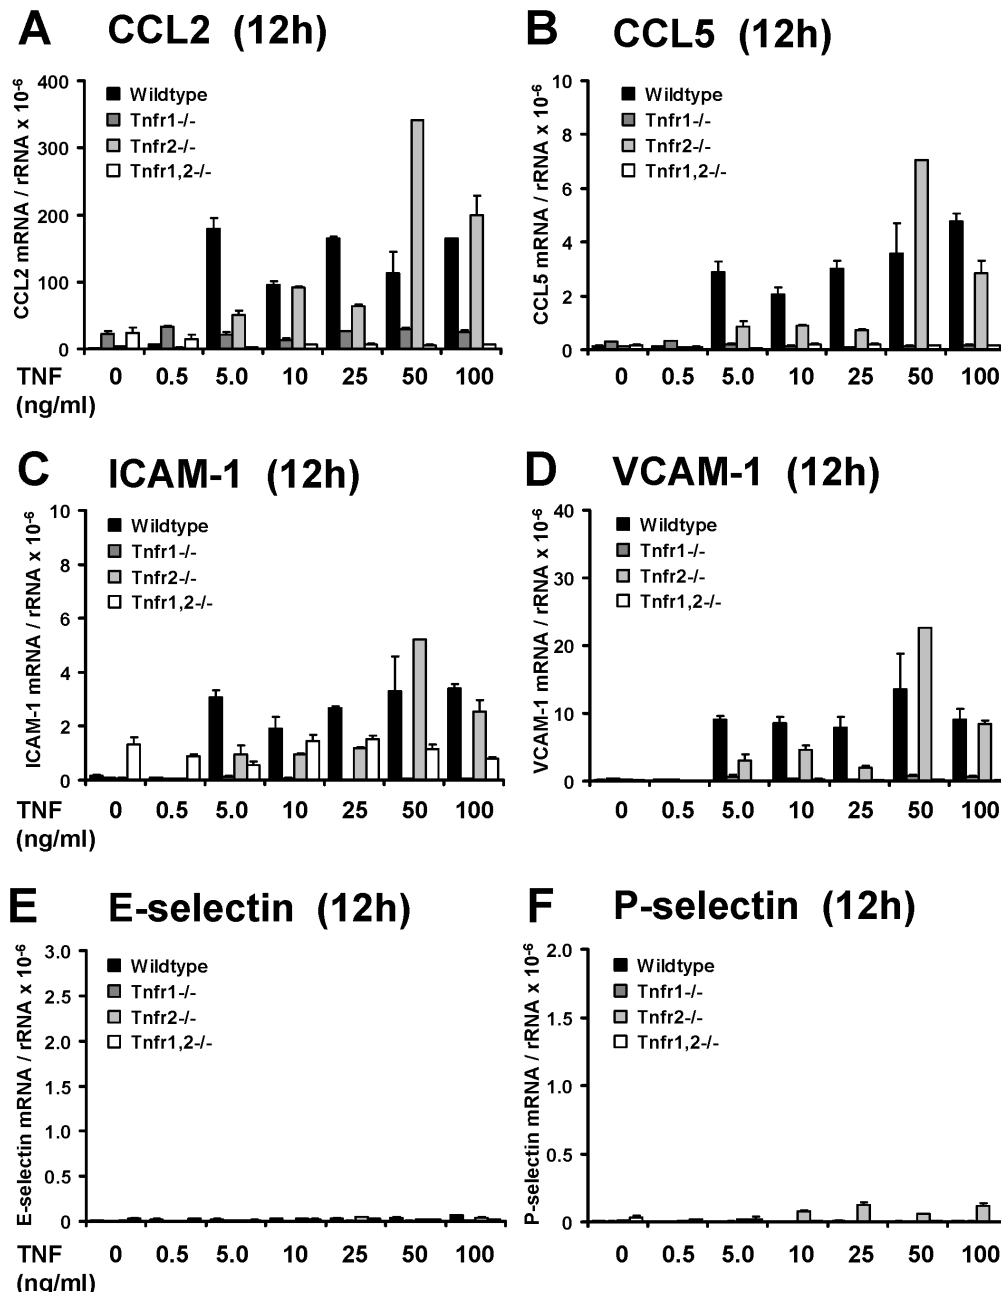 A CCL2 (12h)
CCL2 mRNA / rRNA x 10-6
400
300
200
100
0
Wildtype
Tnfr1-/-
Tnfr2-/-
Tnfr1,2-/-
TNF 0 0.5 5.0 10 25 50 100
(ng/ml)
B CCL5 (12h)
CCL5 mRNA / rRNA x 10-6
10
8
6
4
2
0
Wildtype
Tnfr1-/-
Tnfr2-/-
Tnfr1,2-/-
0 0.5 5.0 10 25 50 100
C ICAM-1 (12h)
ICAM-1 mRNA / rRNA x 10-6
10
8
6
4
2
0
Wildtype
Tnfr1-/-
Tnfr2-/-
Tnfr1,2-/-
TNF 0 0.5 5.0 10 25 50 100
(ng/ml)
D VCAM-1 (12h)
VCAM-1 mRNA / rRNA x 10-6
40
30
20
10
0
Wildtype
Tnfr1-/-
Tnfr2-/-
Tnfr1,2-/-
0 0.5 5.0 10 25 50 100
E E-selectin (12h)
E-selectin mRNA / rRNA x 10-6
3.0
2.5
2.0
1.5
1.0
0.5
0
Wildtype
Tnfr1-/-
Tnfr2-/-
Tnfr1,2-/-
TNF 0 0.5 5.0 10 25 50 100
(ng/ml)
F P-selectin (12h)
P-selectin mRNA / rRNA x 10-6
2.0
1.5
1.0
0.5
0
Wildtype
Tnfr1-/-
Tnfr2-/-
Tnfr1,2-/-
0 0.5 5.0 10 25 50 100